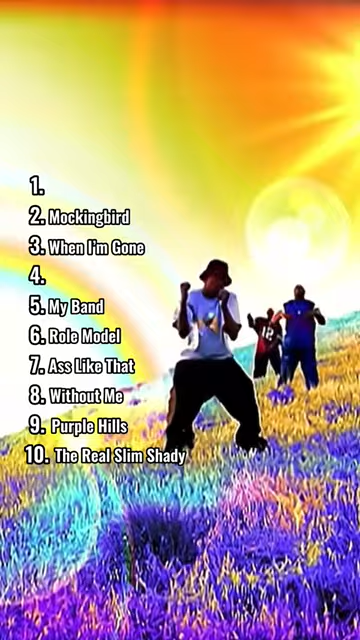 1.
2. Mockingbird
3. When I'm Gone
4.
5. My Band
6. Role Model
7. Ass Like That
8. Without Me
9. Purple Hills
10. The Real Slim Shady
12